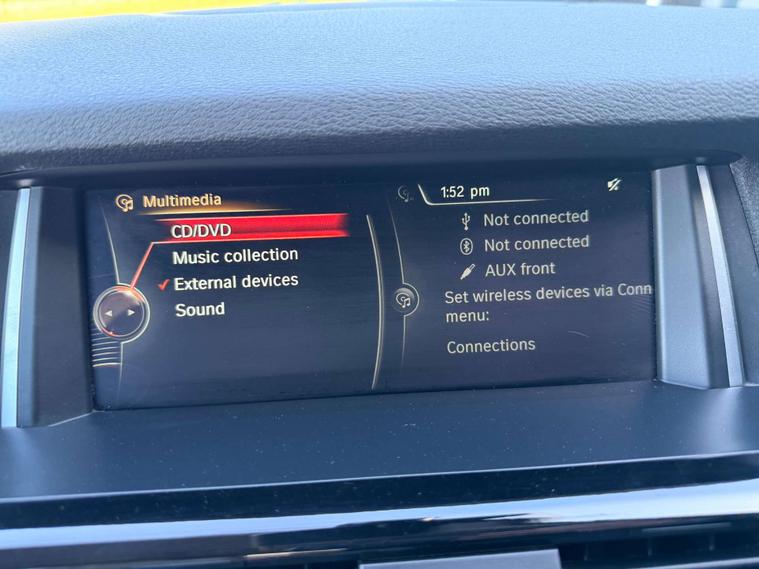 Multimedia
CD/DVD
Music collection
External devices
Sound
1:52 pm
Not connected
Not connected
AUX front
Set wireless devices via Conn
menu:
Connections